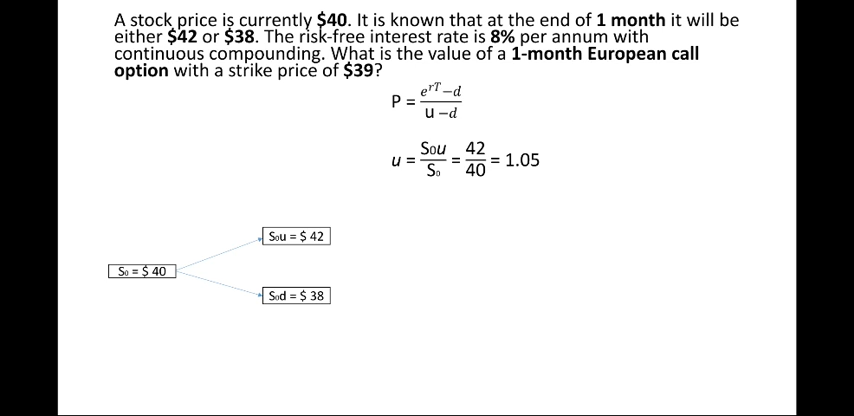 A stock price is currently $40. It is known that at the end of 1 month it will be
either $42 or $38. The risk-free interest rate is 8% per annum with
continuous compounding. What is the value of a 1-month European call
option with a strike price of $39?
P = e^{rT} – d / u – d
u = S₀u / S₀ = 42 / 40 = 1.05
S₀u = $ 42
S₀ = $ 40
S₀d = $ 38